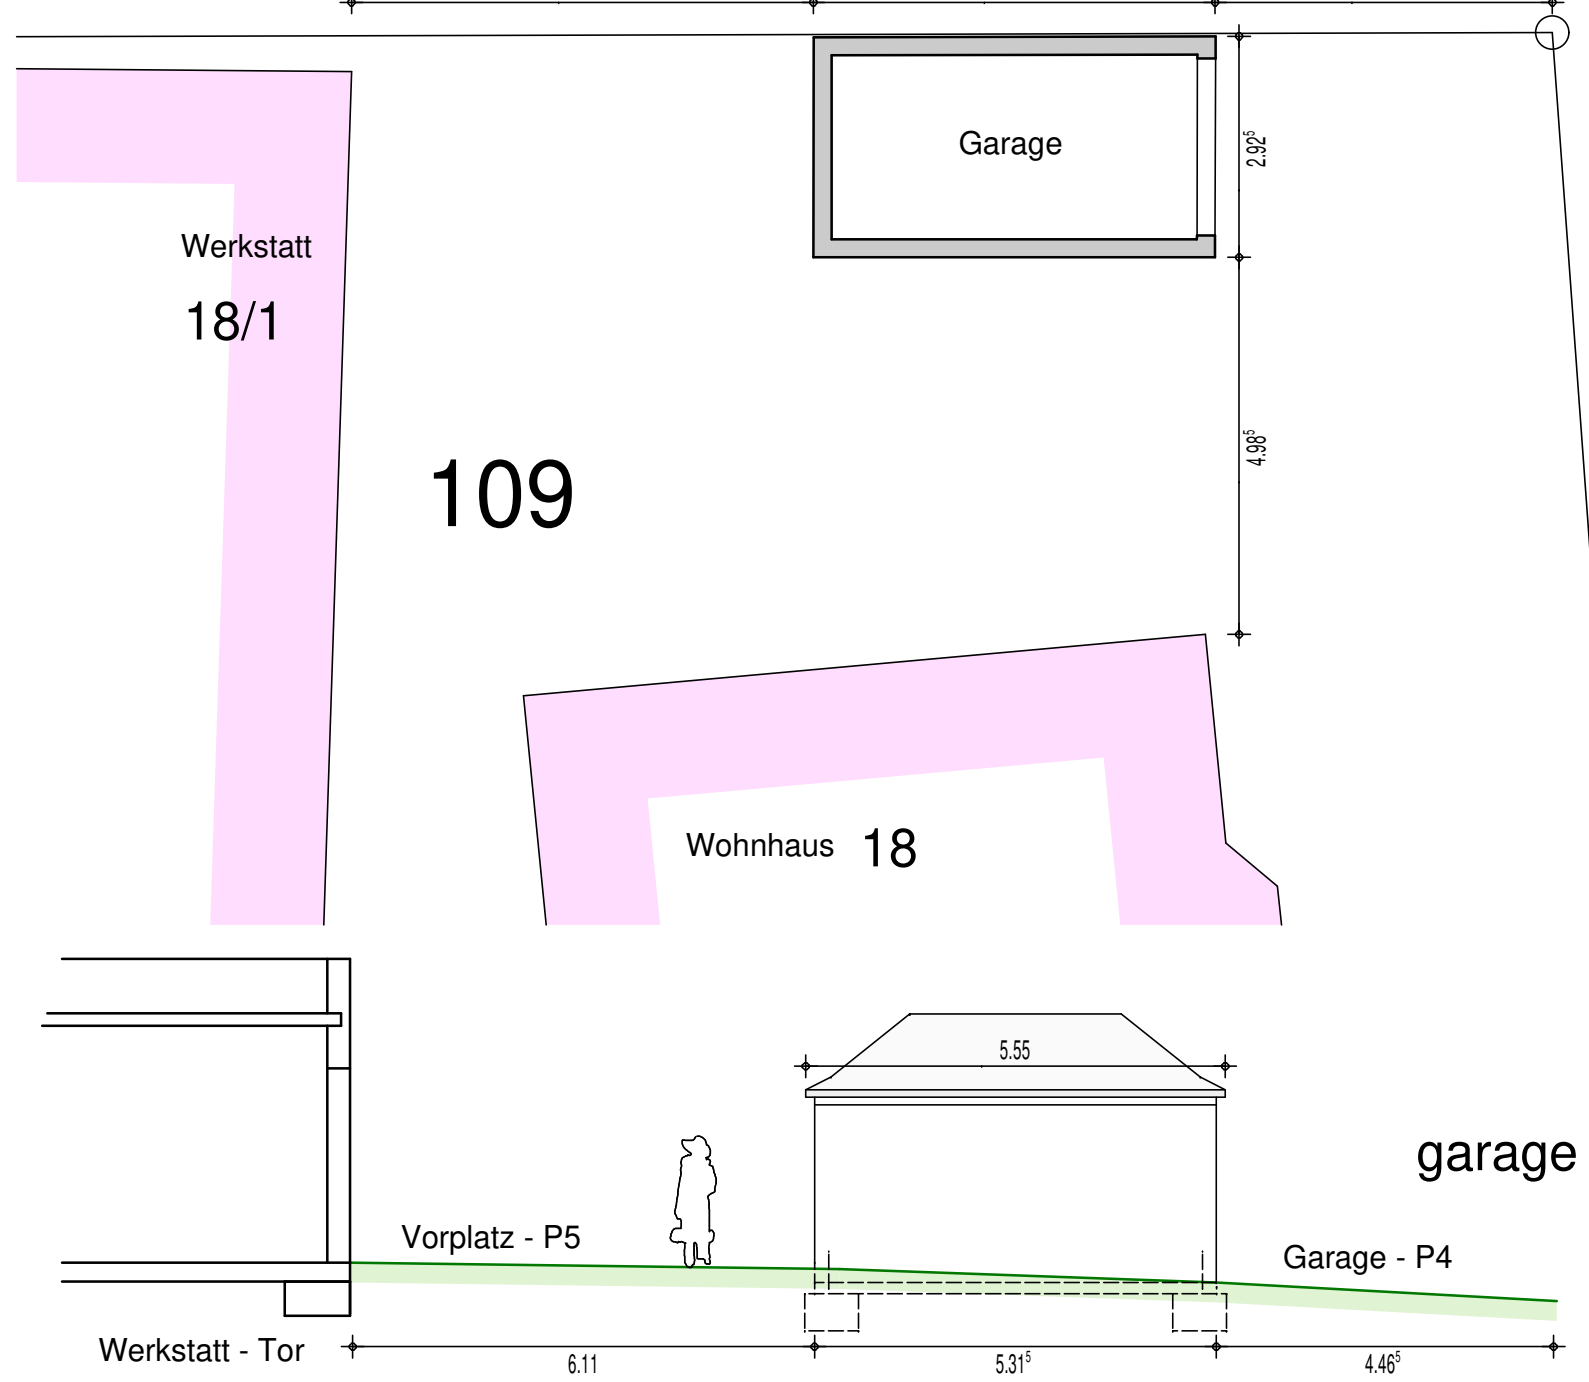 Garage
2.92⁵
Werkstatt
18/1
4.98⁵
109
Wohnhaus 18
5.55
garage
Vorplatz - P5
Garage - P4
Werkstatt - Tor
6.11
5.31⁵
4.46⁵